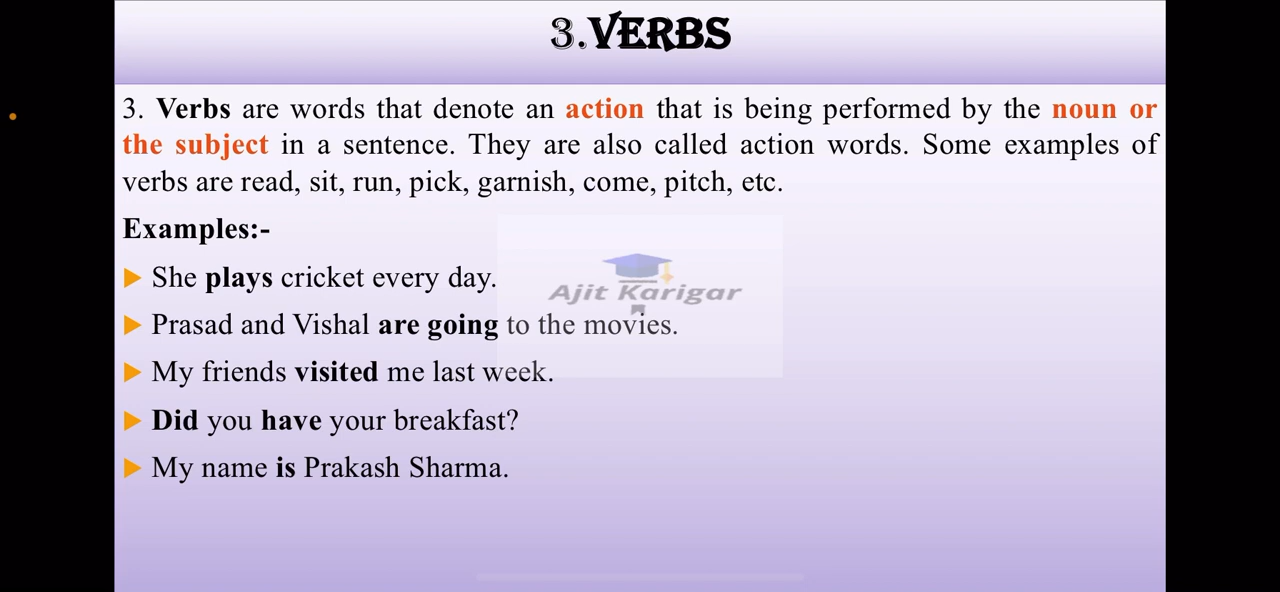 3.VERBS
3. Verbs are words that denote an action that is being performed by the noun or
the subject in a sentence. They are also called action words. Some examples of
verbs are read, sit, run, pick, garnish, come, pitch, etc.
Examples:-
She plays cricket every day.
Ajit Karigar
Prasad and Vishal are going to the movies.
My friends visited me last week.
Did you have your breakfast?
My name is Prakash Sharma.